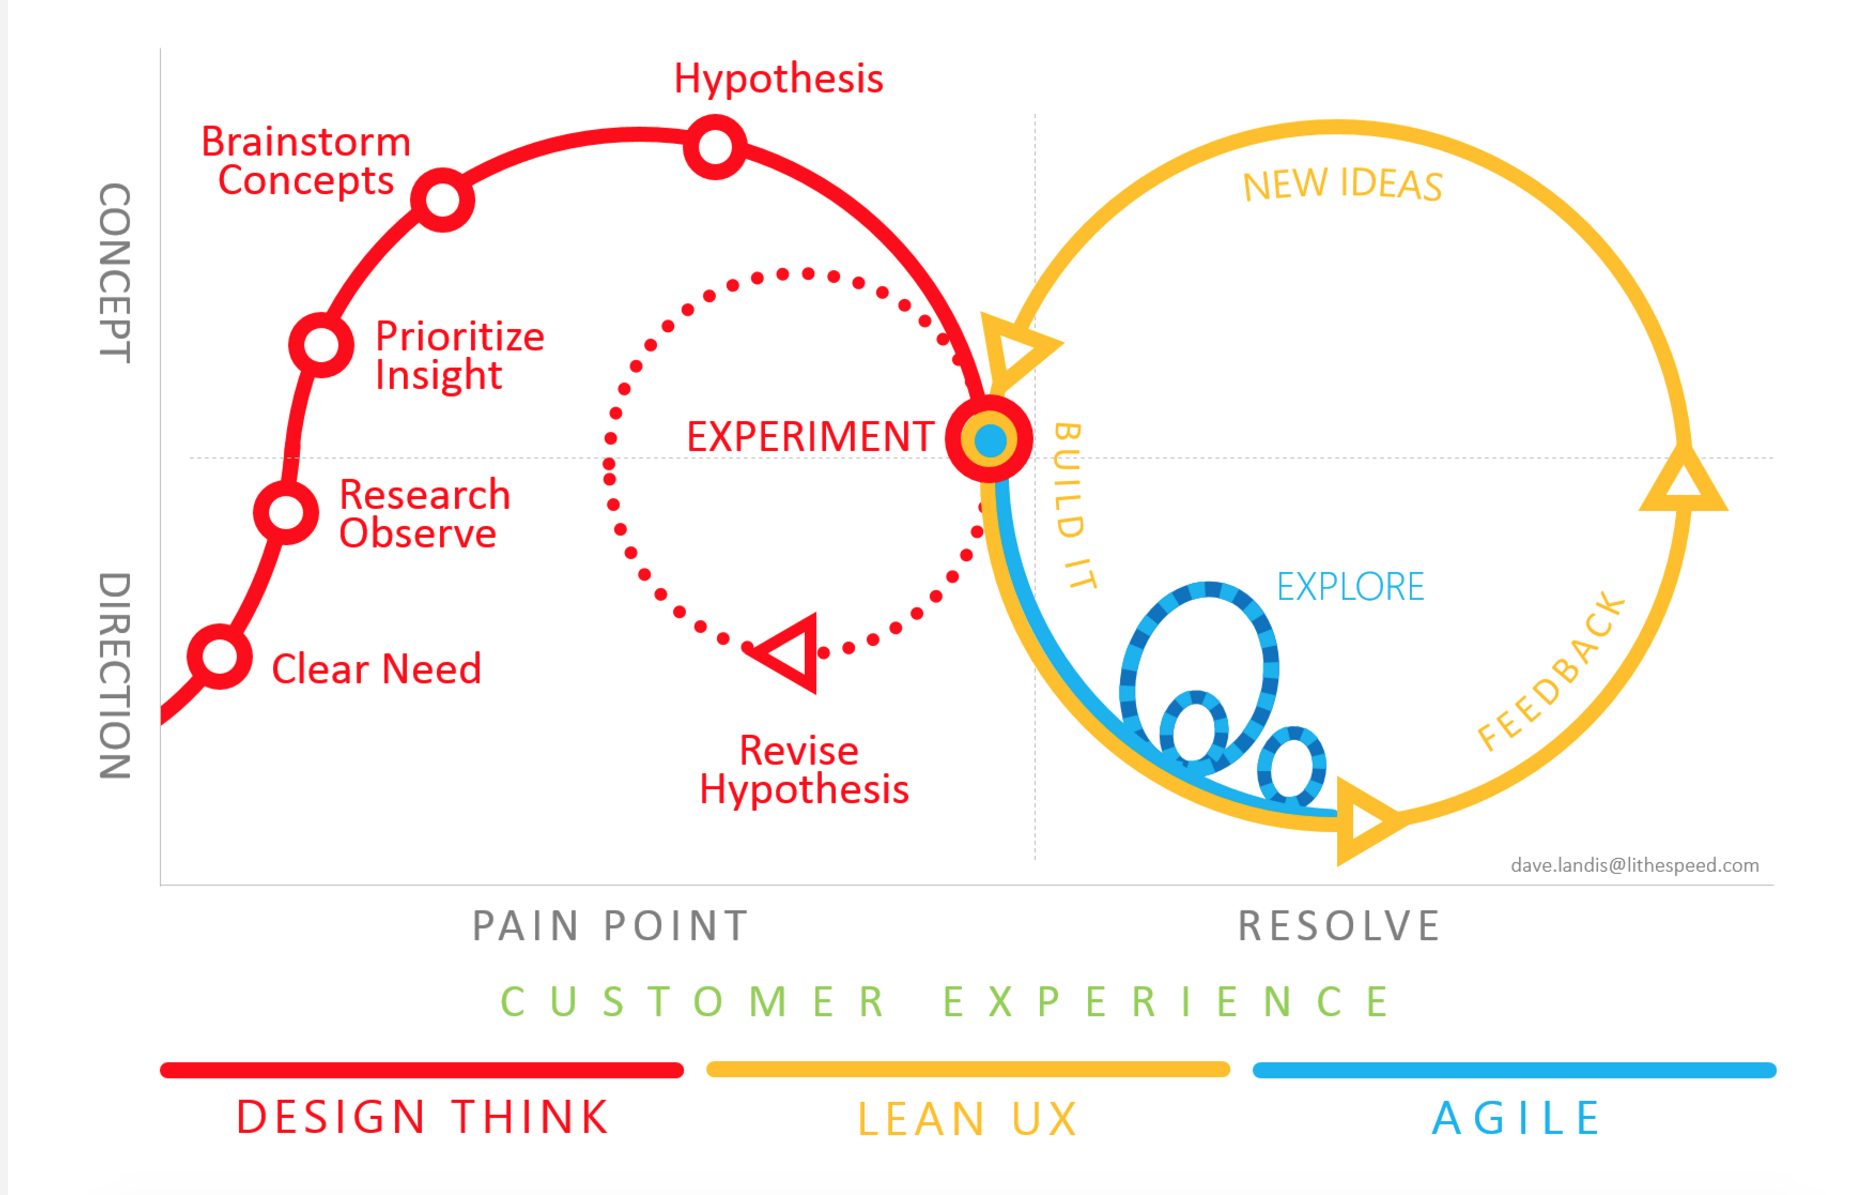 Hypothesis
Brainstorm
Concepts
NEW IDEAS
CONCEPT
Prioritize
Insight
EXPERIMENT
BUILD IT
Research
Observe
EXPLORE
FEEDBACK
DIRECTION
Clear Need
Revise
Hypothesis
dave.landis@lithespeed.com
PAIN POINT
RESOLVE
CUSTOMER EXPERIENCE
DESIGN THINK
LEAN UX
AGILE